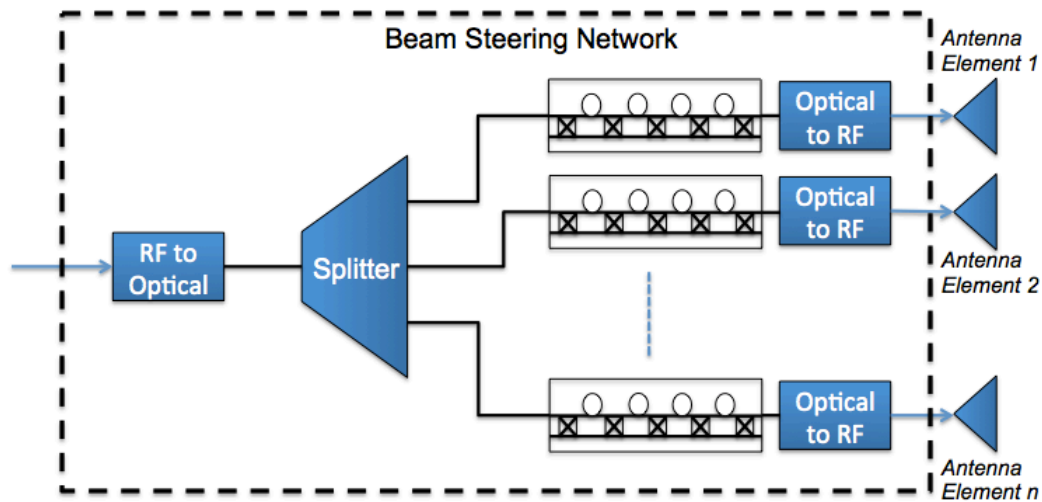 Beam Steering Network
Antenna
Element 1
Optical
to RF
Optical
to RF
RF to
Optical
Splitter
Antenna
Element 2
Optical
to RF
Antenna
Element n